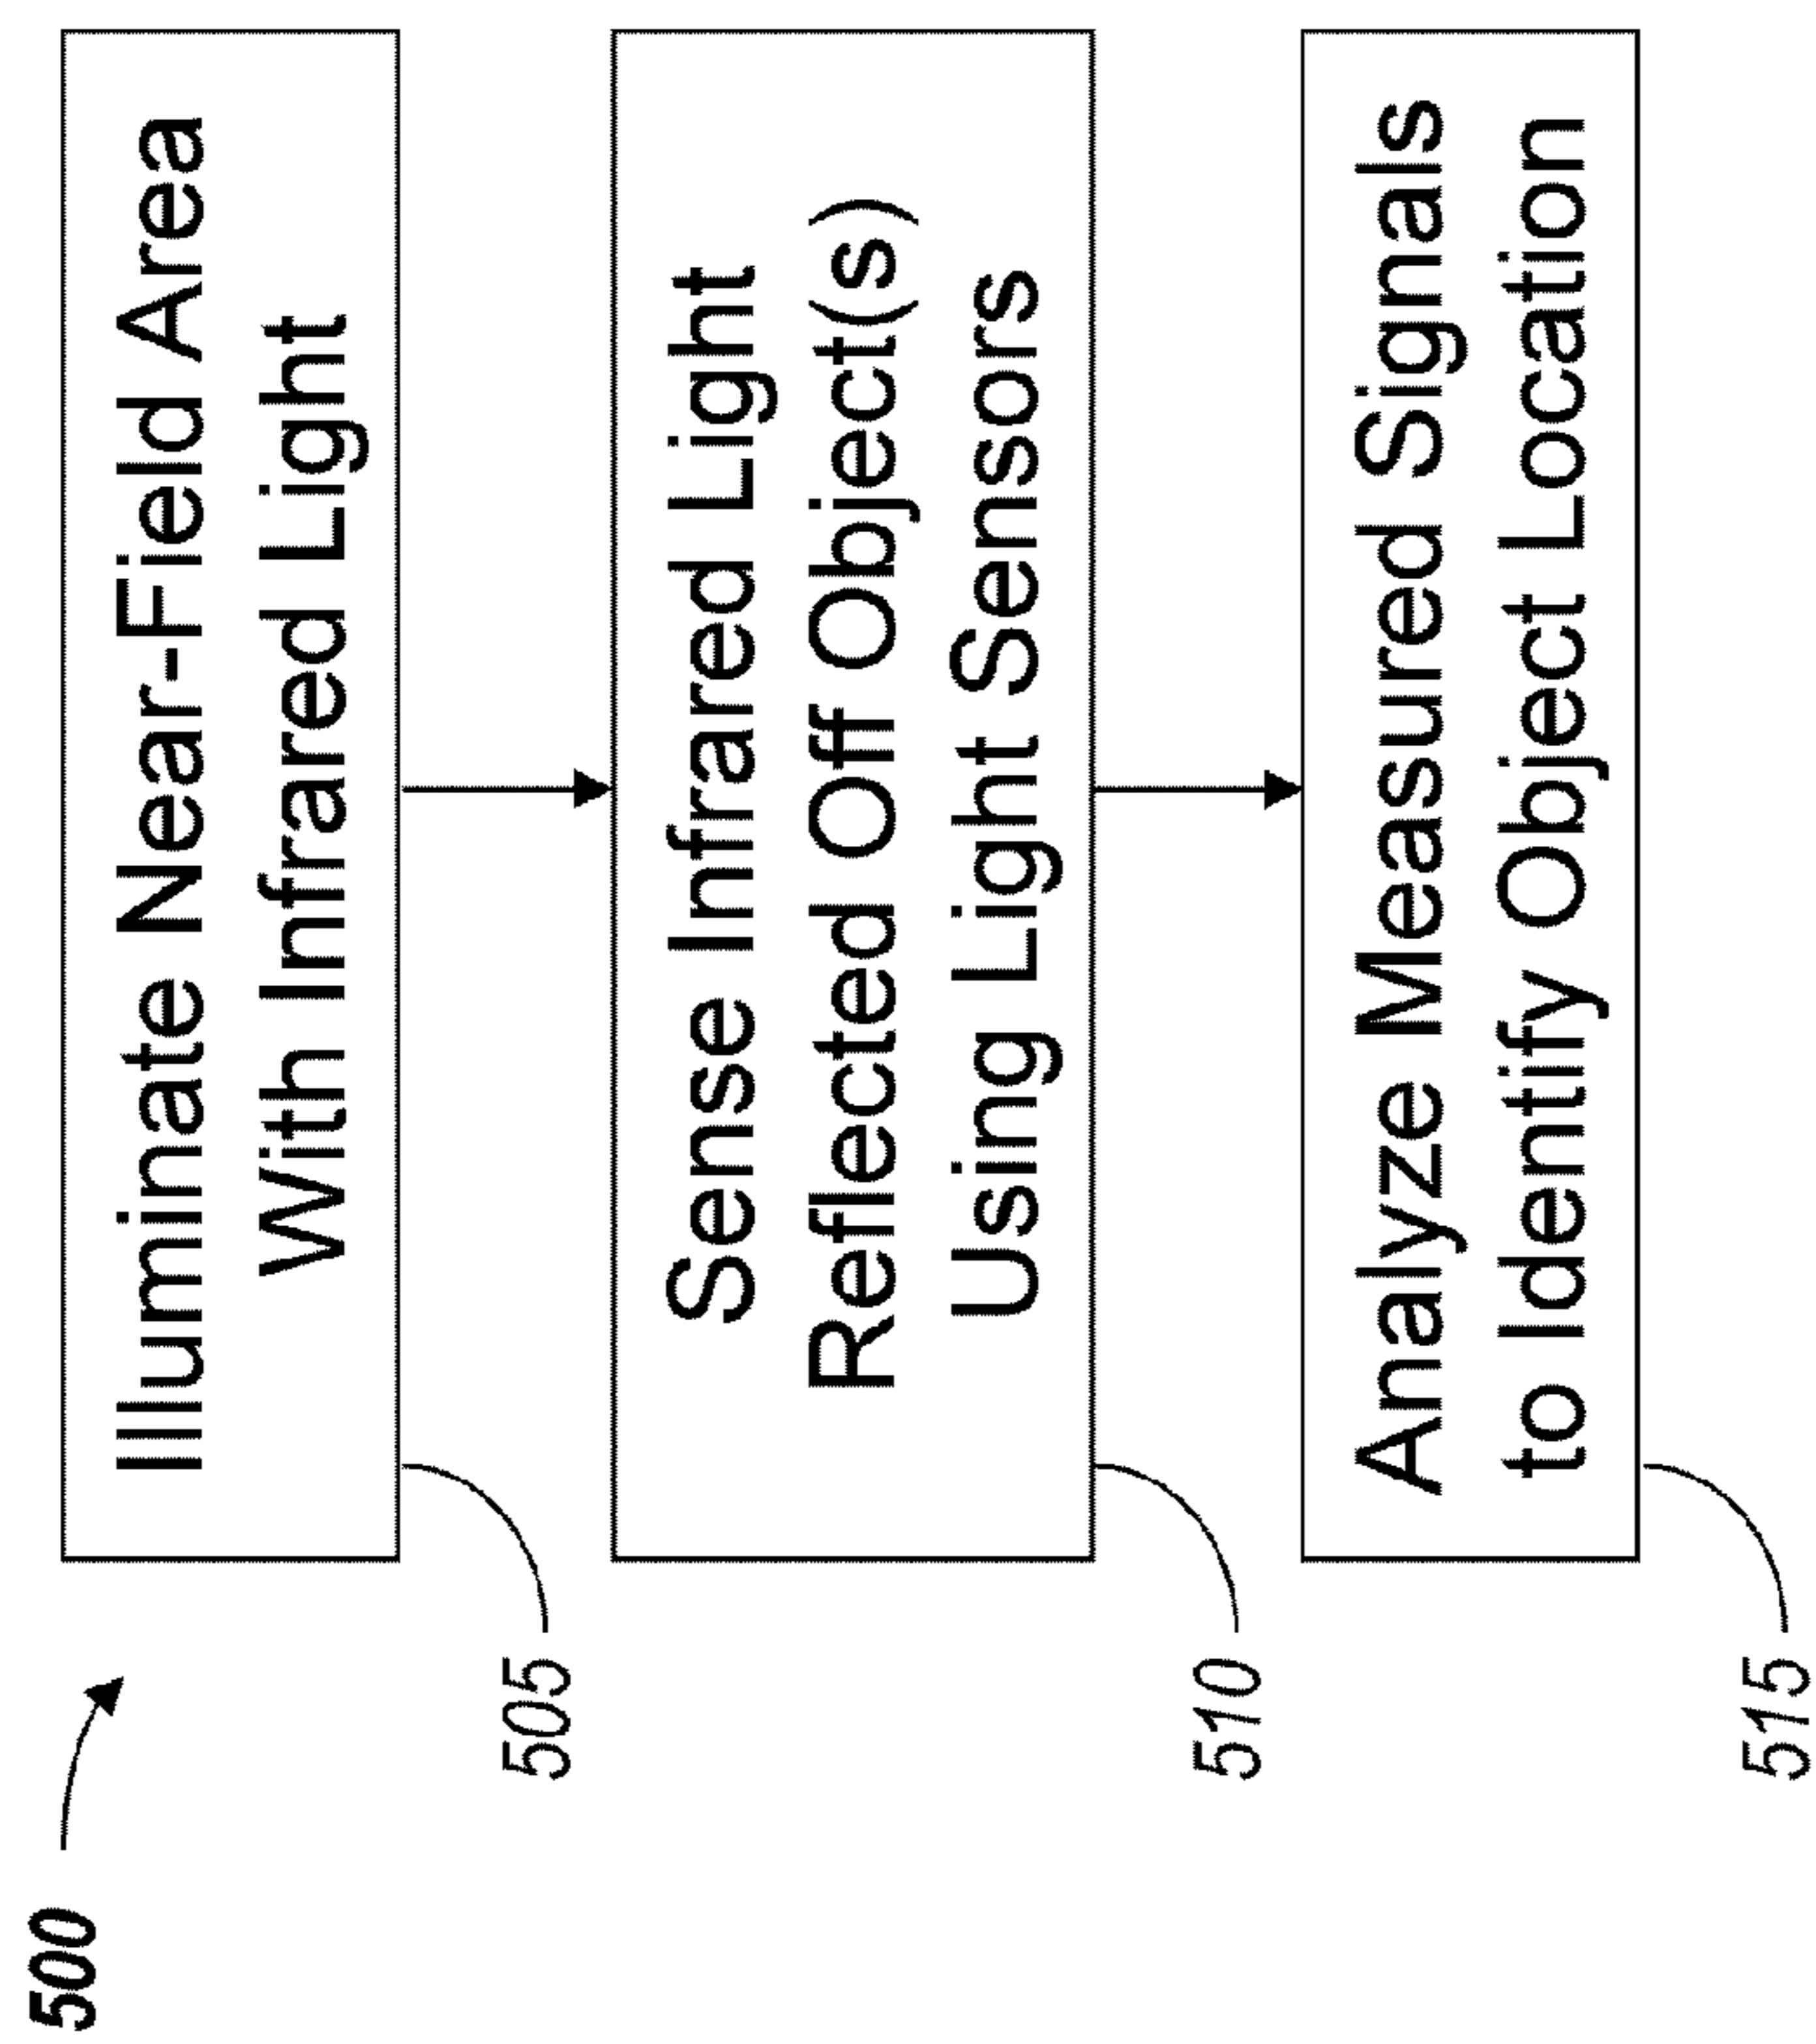 500
Illuminate Near-Field Area
With Infrared Light
505
Sense Infrared Light
Reflected Off Object(s)
Using Light Sensors
510
Analyze Measured Signals
to Identify Object Location
515